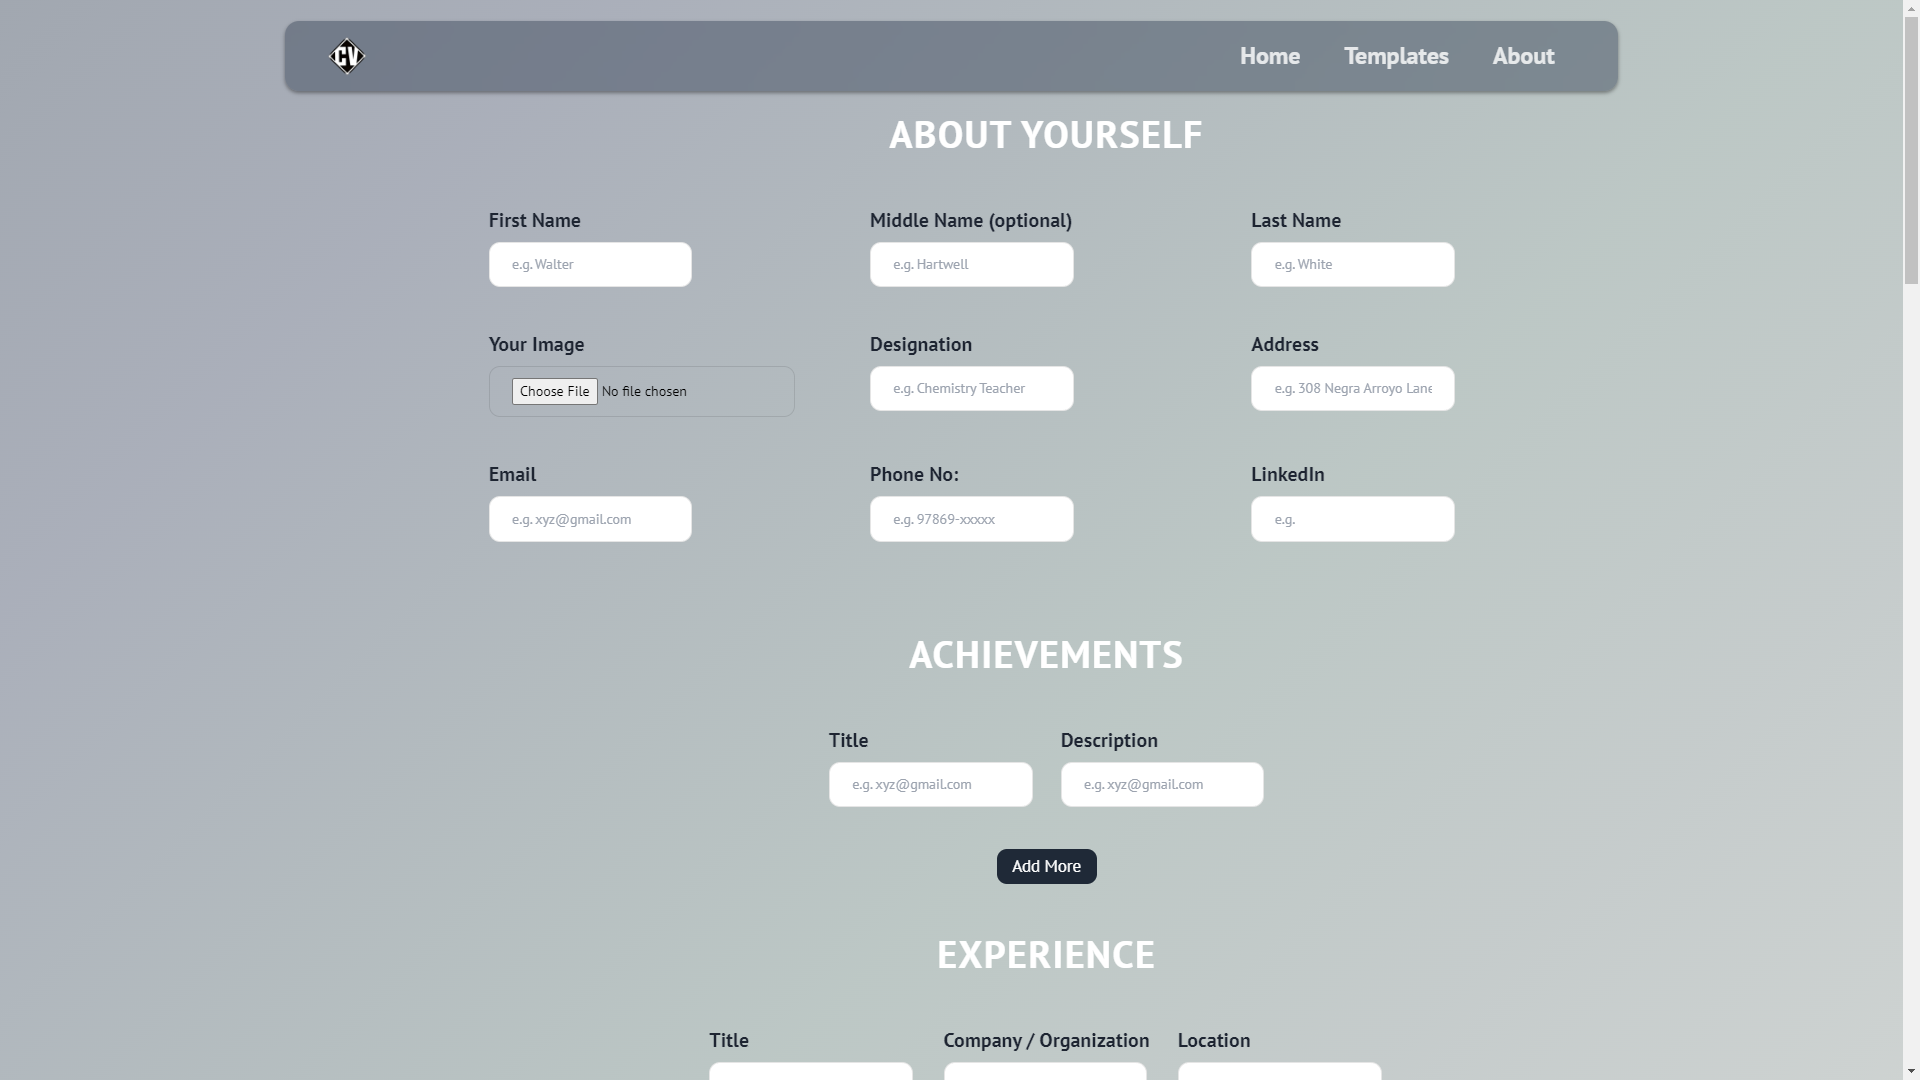 CV
Home Templates About
ABOUT YOURSELF
First Name Middle Name (optional) Last Name
e.g. Walter e.g. Hartwell e.g. White
Your Image Designation Address
Choose File No file chosen e.g. Chemistry Teacher e.g. 308 Negra Arroyo Lane
Email Phone No: LinkedIn
e.g. xyz@gmail.com e.g. 97869-xxxxx e.g.
ACHIEVEMENTS
Title Description
e.g. xyz@gmail.com e.g. xyz@gmail.com
Add More
EXPERIENCE
Title Company / Organization Location